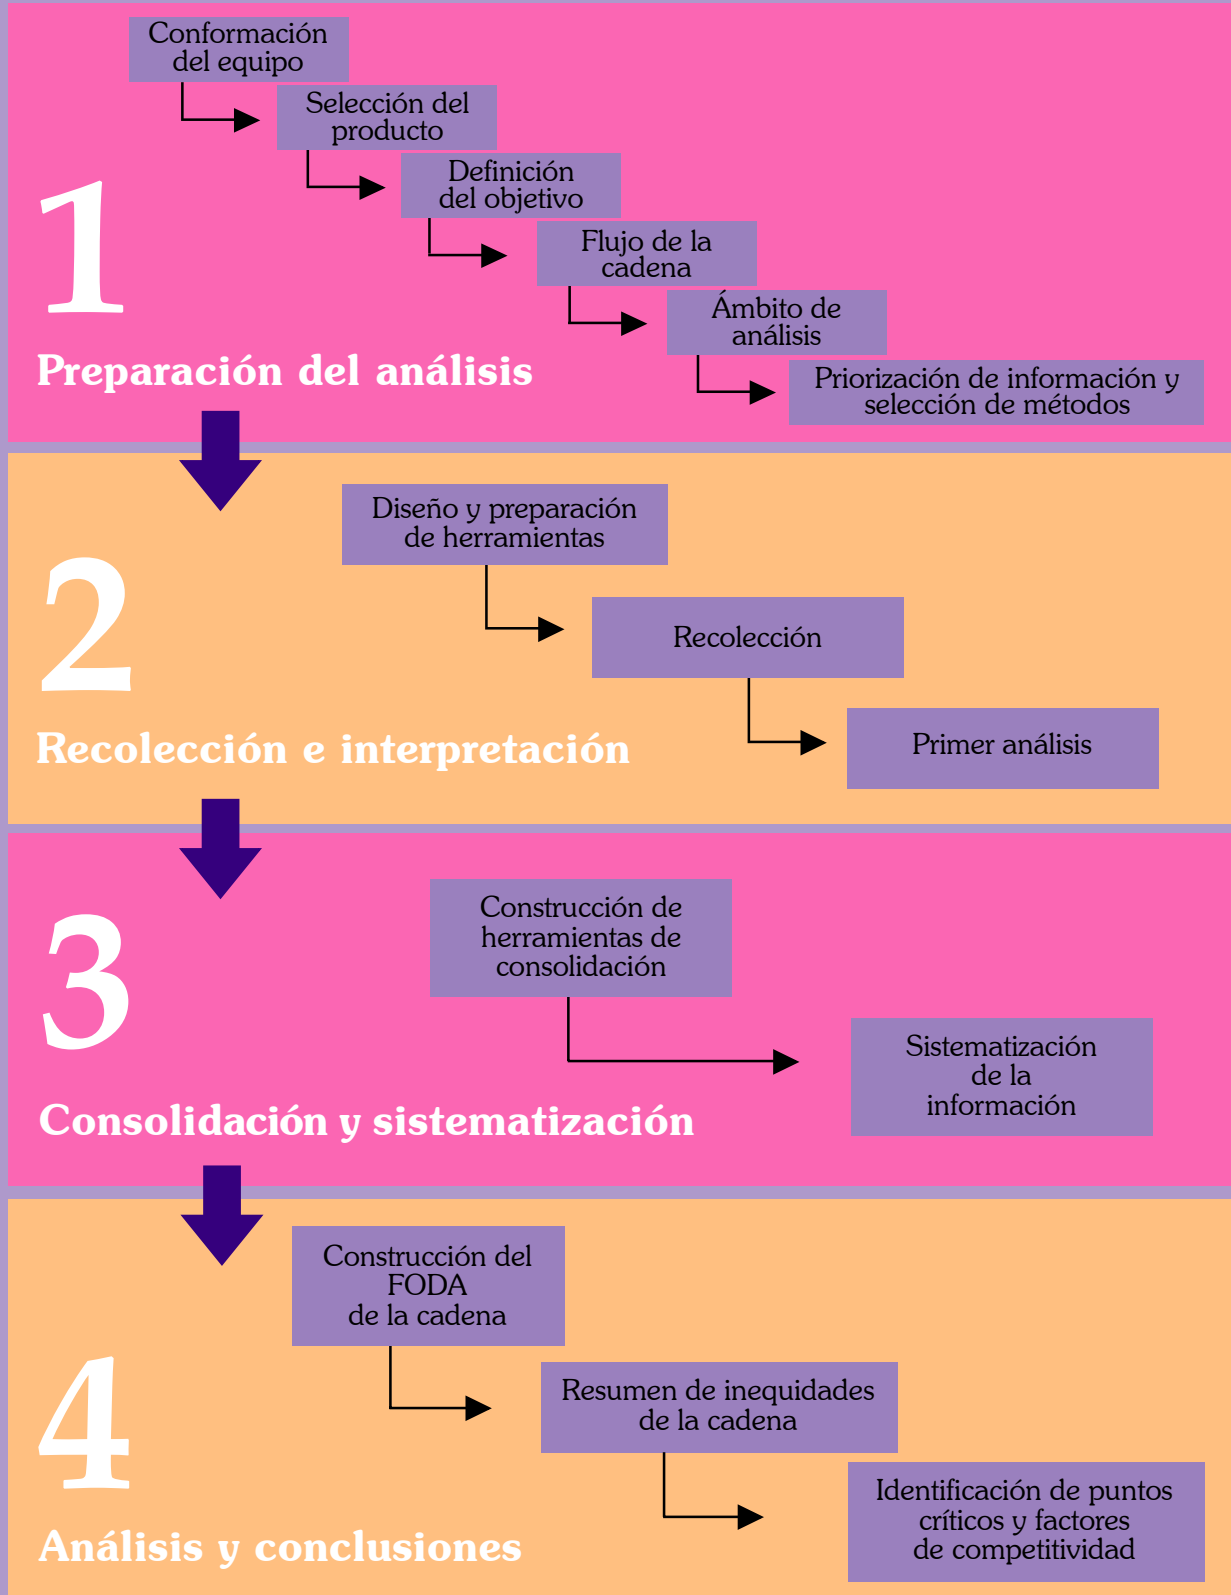 Conformación
del equipo
Selección del
producto
Definición
del objetivo
Flujo de la
cadena
Ámbito de
análisis
Priorización de información y
selección de métodos
1
Preparación del análisis
Diseño y preparación
de herramientas
Recolección
Primer análisis
2
Recolección e interpretación
Construcción de
herramientas de
consolidación
Sistematización
de la
información
3
Consolidación y sistematización
Construcción del
FODA
de la cadena
Resumen de inequidades
de la cadena
Identificación de puntos
críticos y factores
de competitividad
4
Análisis y conclusiones